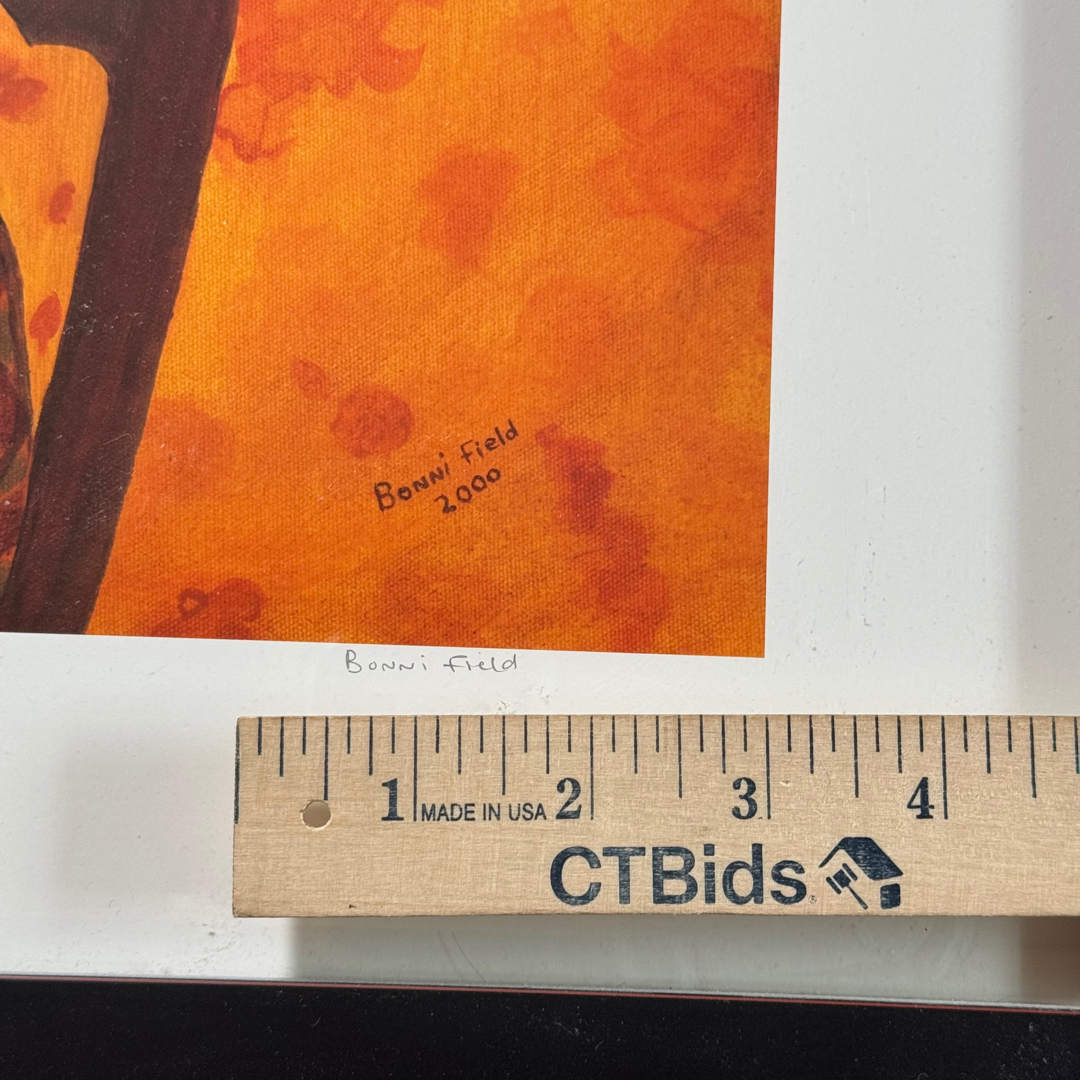 Bonni Field
2000
Bonni Field
1 MADE IN USA 2 3 4
CTBids